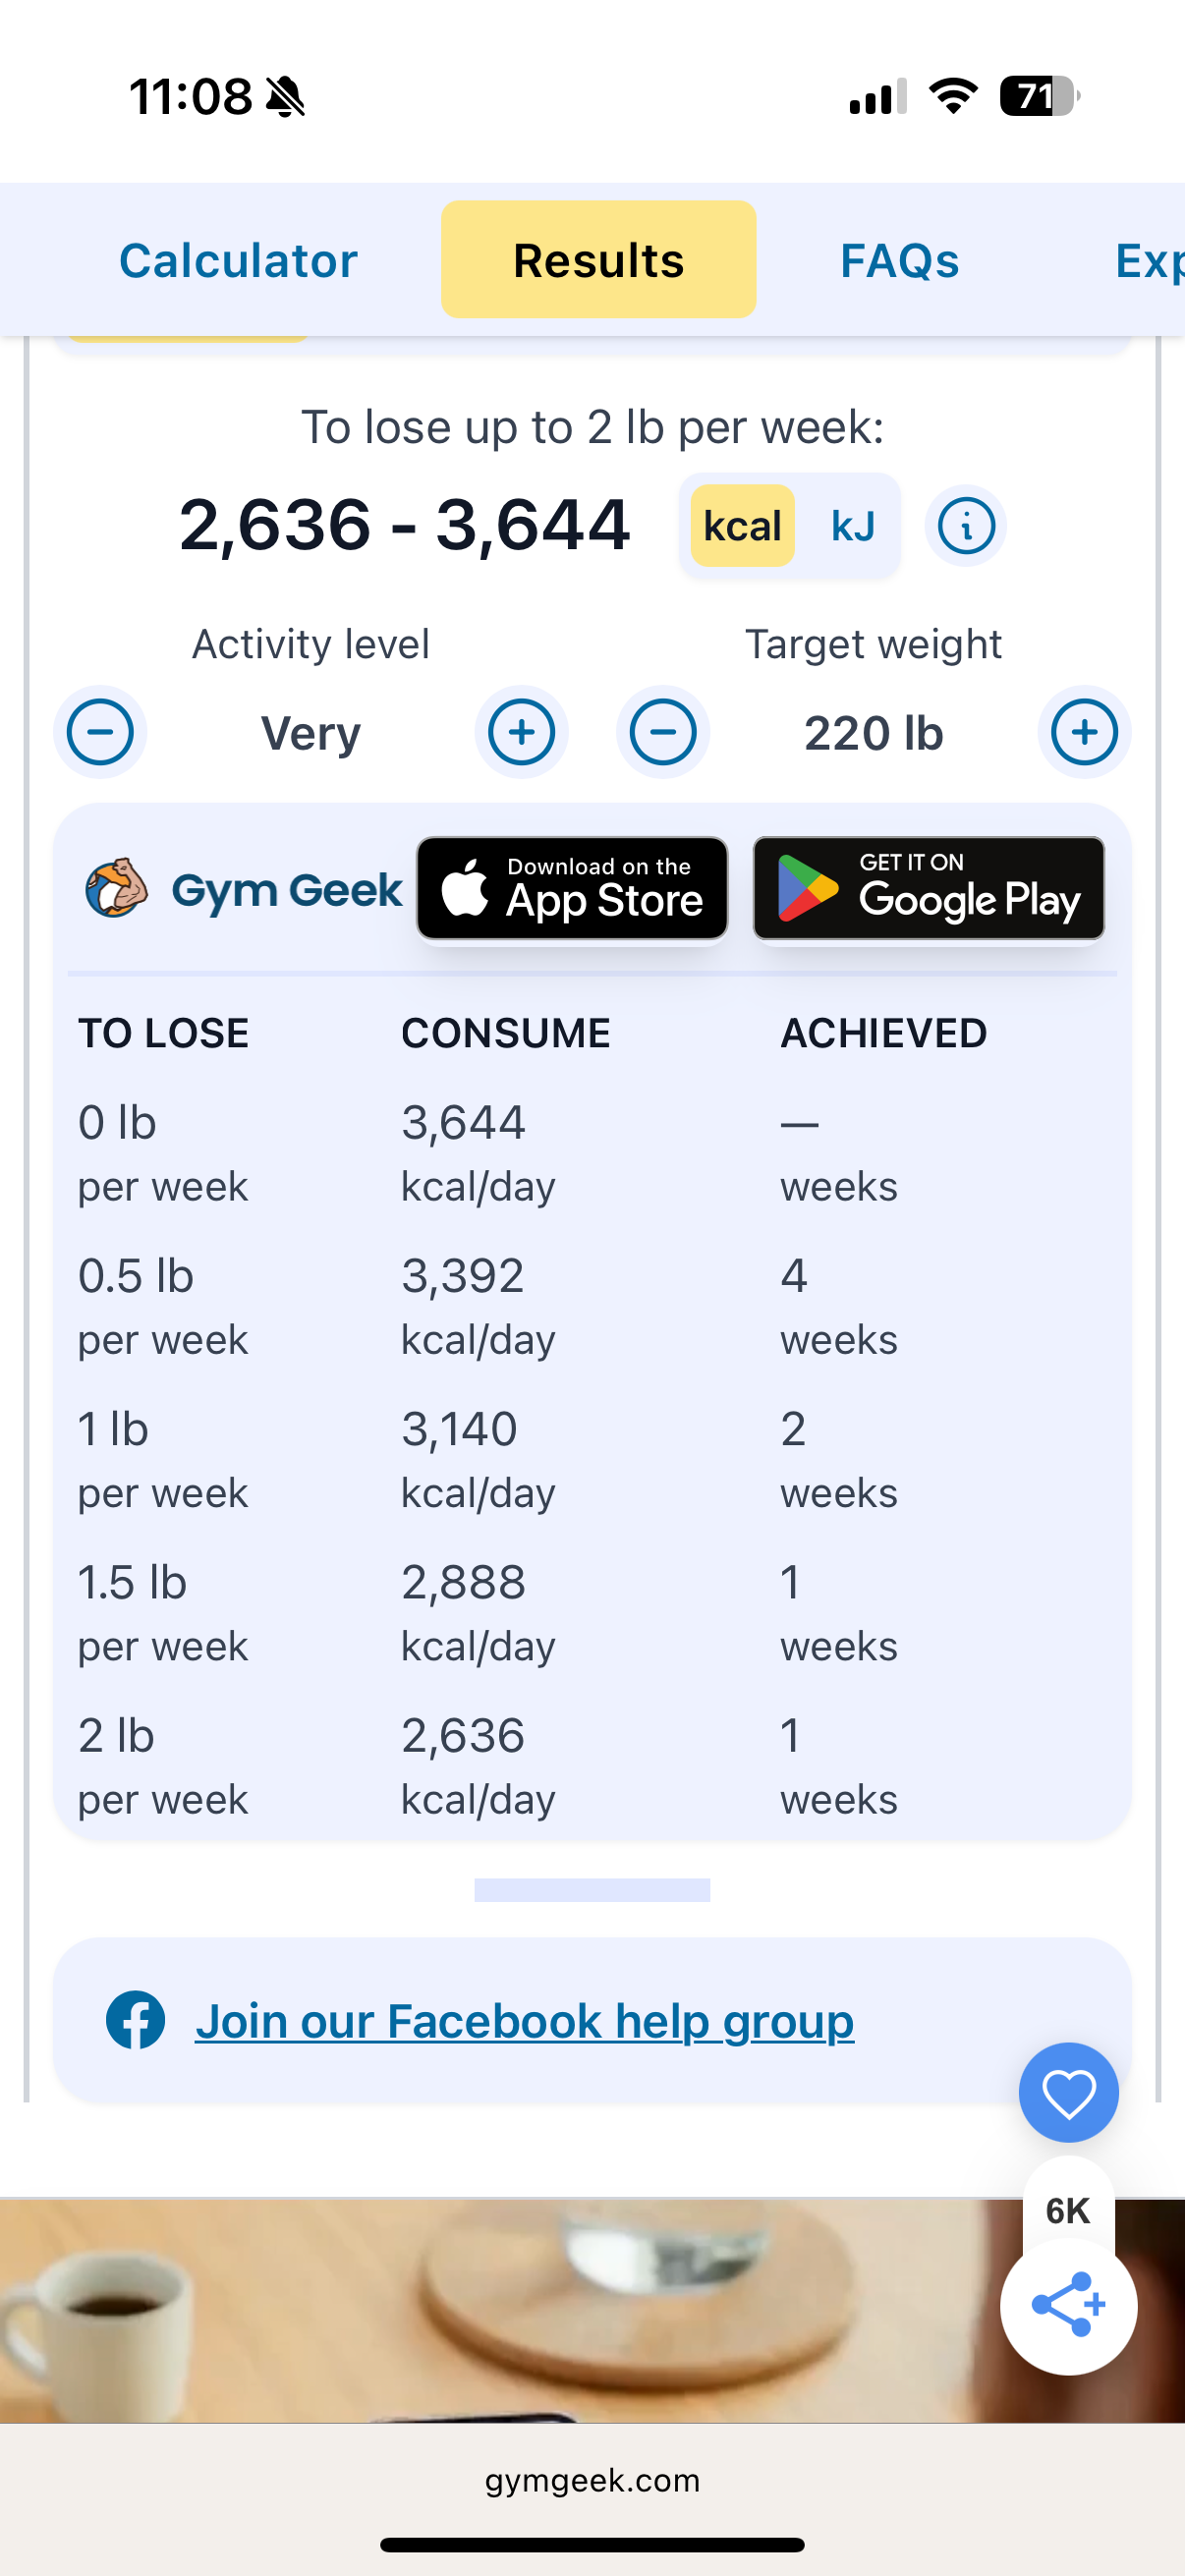 11:08
71
Calculator Results FAQs Exp
To lose up to 2 lb per week:
2,636 - 3,644 kcal kJ i
Activity level Target weight
Very 220 lb
Gym Geek Download on the App Store GET IT ON Google Play
TO LOSE CONSUME ACHIEVED
0 lb 3,644 —
per week kcal/day weeks
0.5 lb 3,392 4
per week kcal/day weeks
1 lb 3,140 2
per week kcal/day weeks
1.5 lb 2,888 1
per week kcal/day weeks
2 lb 2,636 1
per week kcal/day weeks
Join our Facebook help group
6K
gymgeek.com